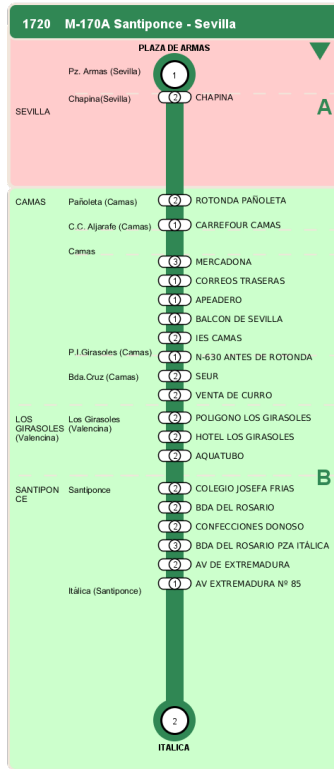 1720 M-170A Santiponce - Sevilla
PLAZA DE ARMAS
Pz. Armas (Sevilla)
1
Chapina(Sevilla)
2
CHAPINA
SEVILLA
A
CAMAS
Pañoleta (Camas)
2
ROTONDA PAÑOLETA
C.C. Aljarafe (Camas)
1
CARREFOUR CAMAS
Camas
3
MERCADONA
1
CORREOS TRASERAS
1
APEADERO
1
BALCON DE SEVILLA
2
IES CAMAS
P.I.Girasoles (Camas)
1
N-630 ANTES DE ROTONDA
Bda.Cruz (Camas)
2
SEUR
2
VENTA DE CURRO
LOS
GIRASOLES
(Valencina)
Los Girasoles
(Valencina)
2
POLIGONO LOS GIRASOLES
2
HOTEL LOS GIRASOLES
2
AQUATUBO
B
SANTIPON
CE
Santiponce
2
COLEGIO JOSEFA FRIAS
2
BDA DEL ROSARIO
2
CONFECCIONES DONOSO
3
BDA DEL ROSARIO PZA ITÁLICA
2
AV DE EXTREMADURA
1
AV EXTREMADURA Nº 85
Itálica (Santiponce)
2
ITALICA